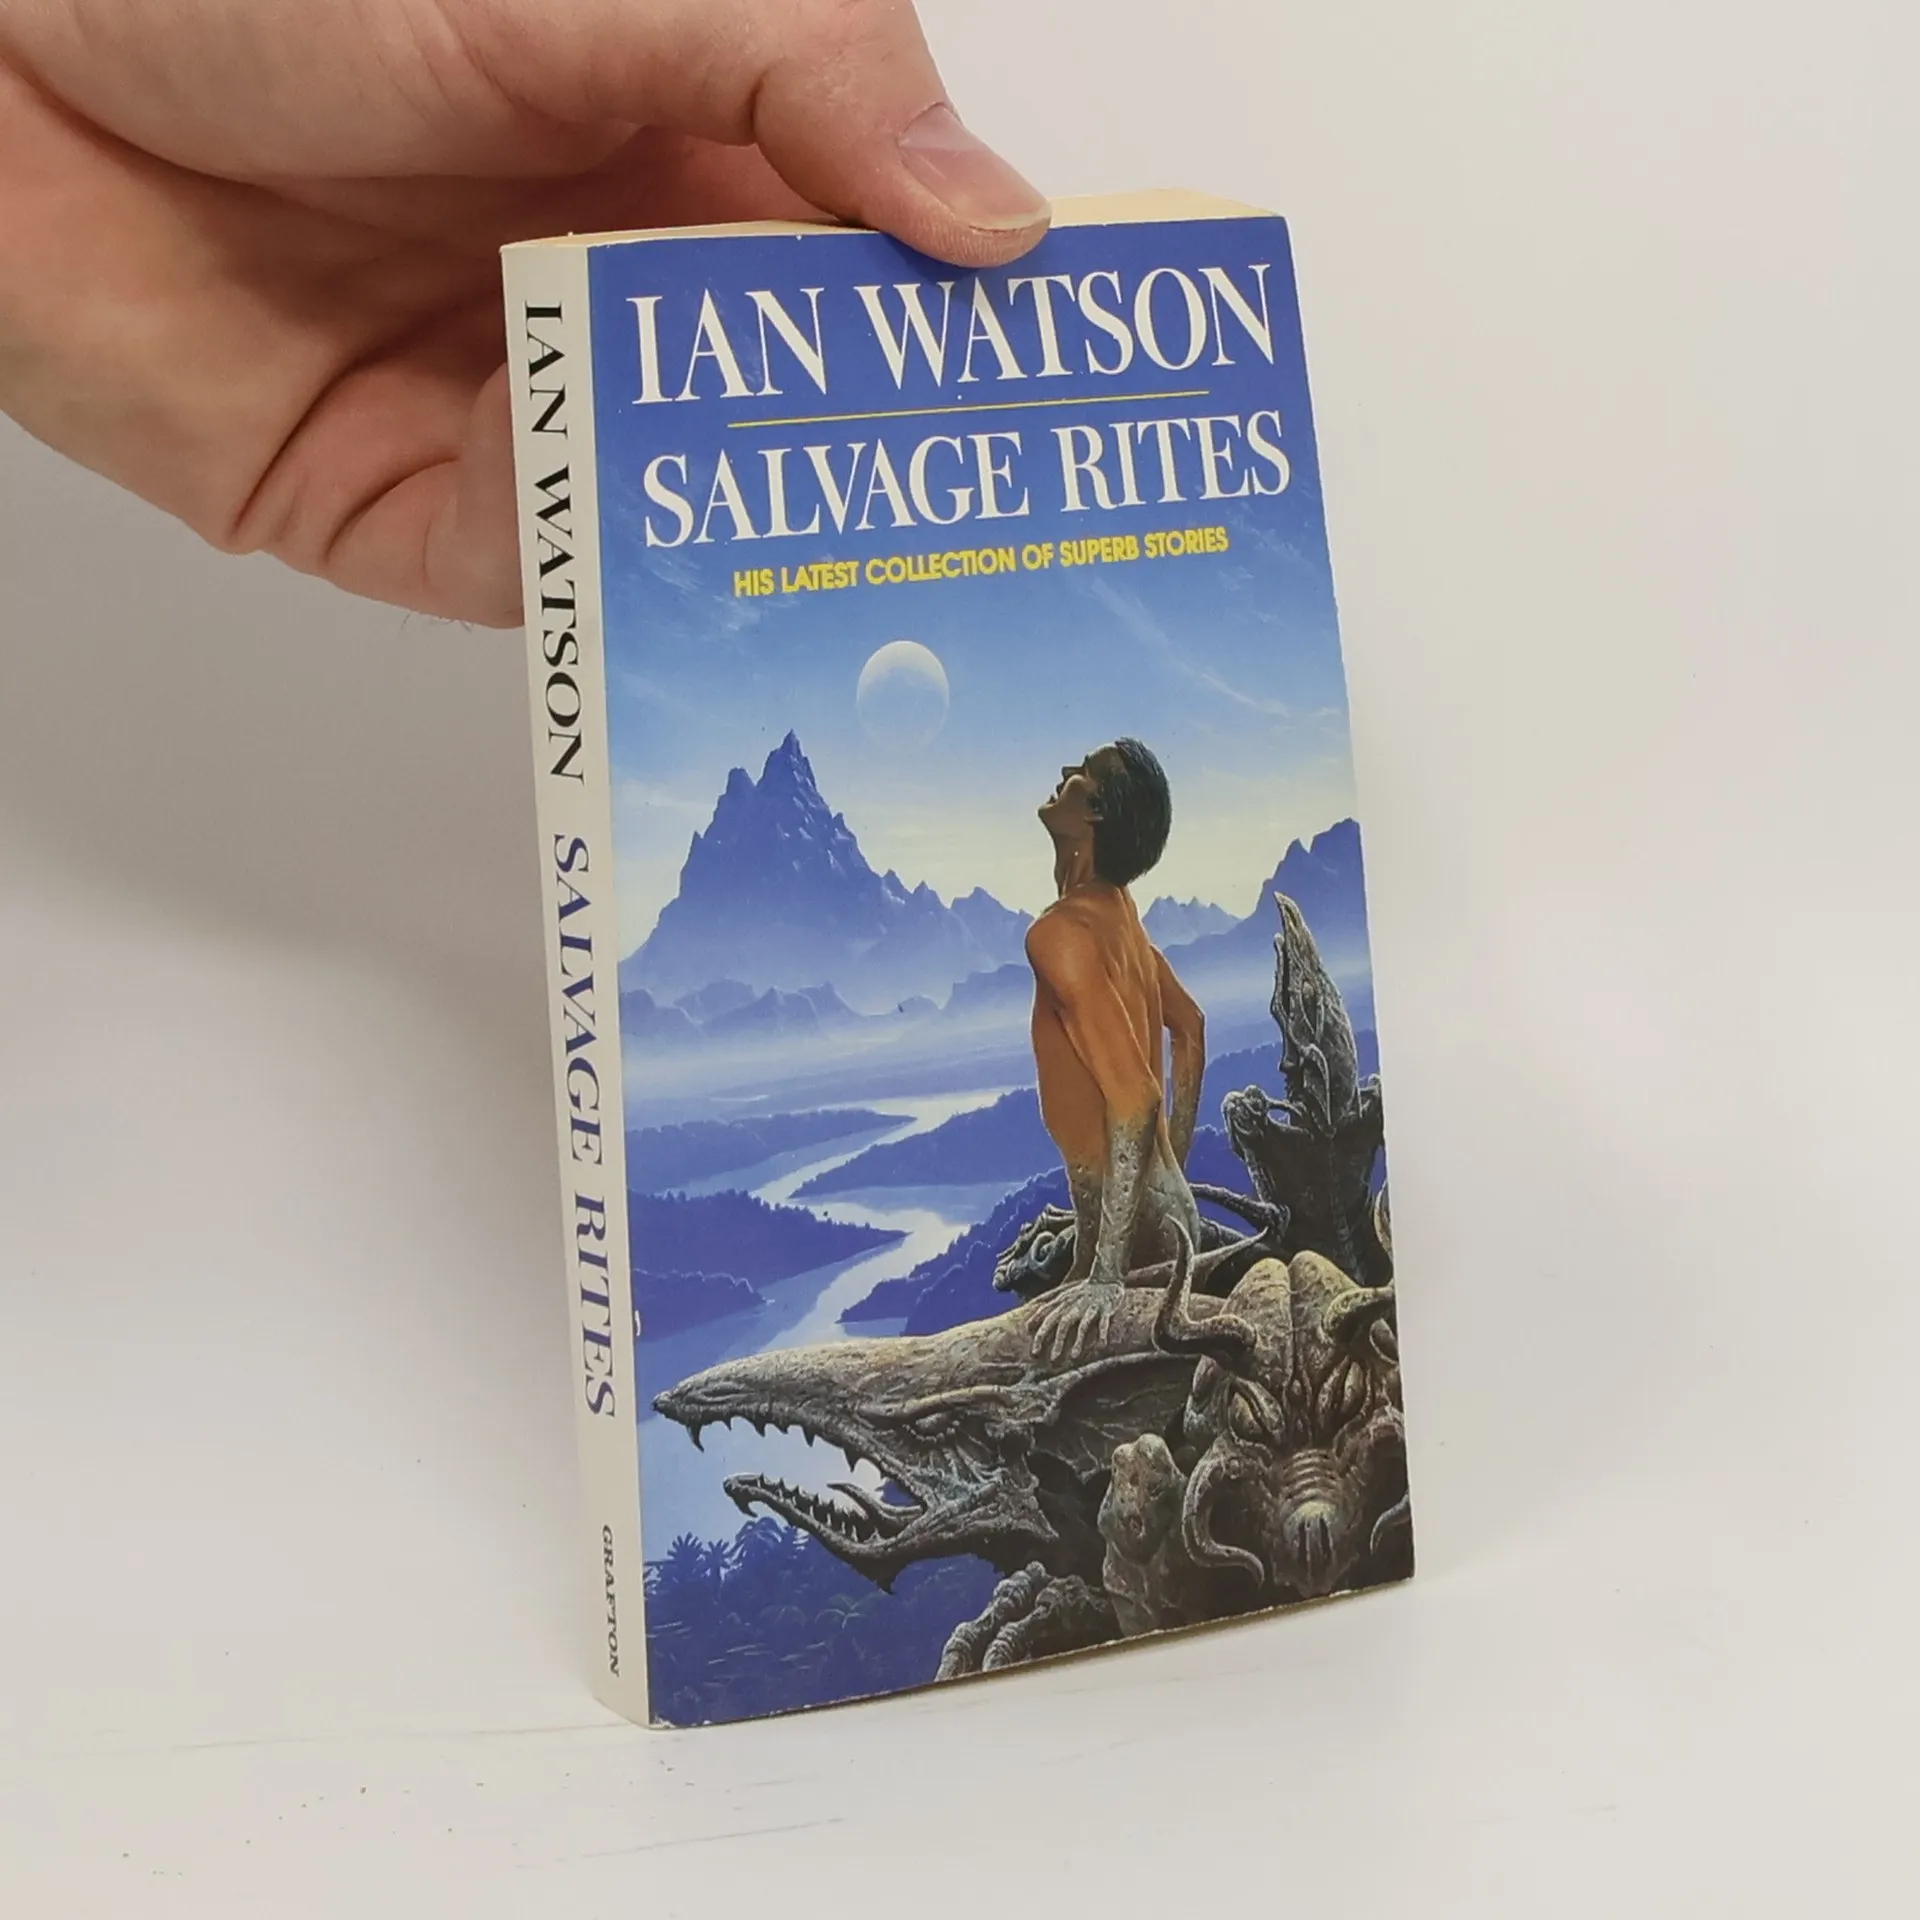 IAN WATSON
SALVAGE RITES
HIS LATEST COLLECTION OF SUPERB STORIES
IAN WATSON SALVAGE RITES GRAFTON